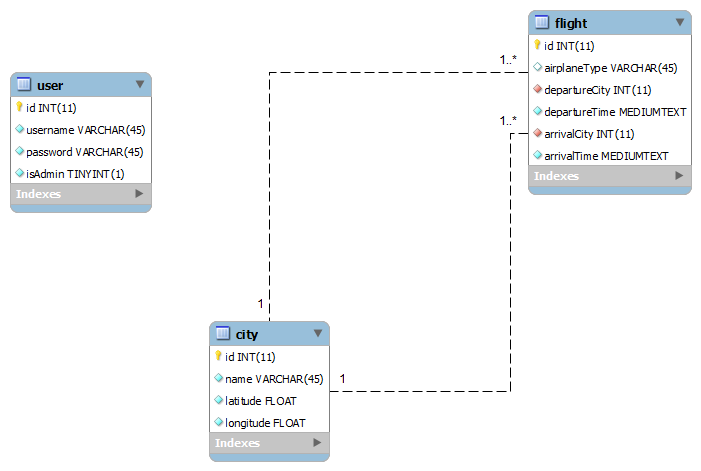 user
id INT(11)
username VARCHAR(45)
password VARCHAR(45)
isAdmin TINYINT(1)
Indexes
flight
id INT(11)
airplaneType VARCHAR(45)
departureCity INT(11)
departureTime MEDIUMTEXT
arrivalCity INT(11)
arrivalTime MEDIUMTEXT
Indexes
1..*
1..*
1
1
city
id INT(11)
name VARCHAR(45)
latitude FLOAT
longitude FLOAT
Indexes